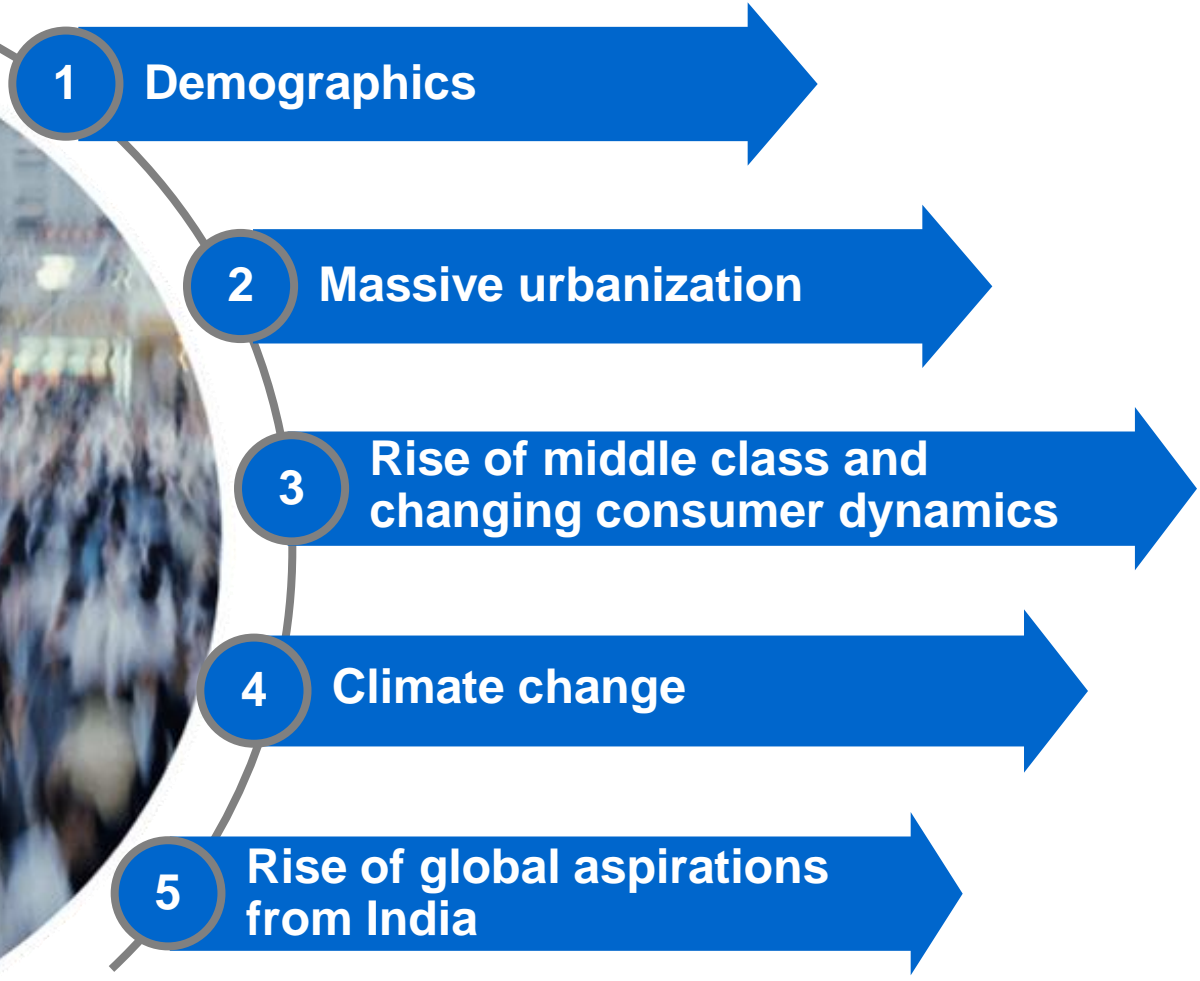 1 Demographics
2 Massive urbanization
3 Rise of middle class and
changing consumer dynamics
4 Climate change
5 Rise of global aspirations
from India